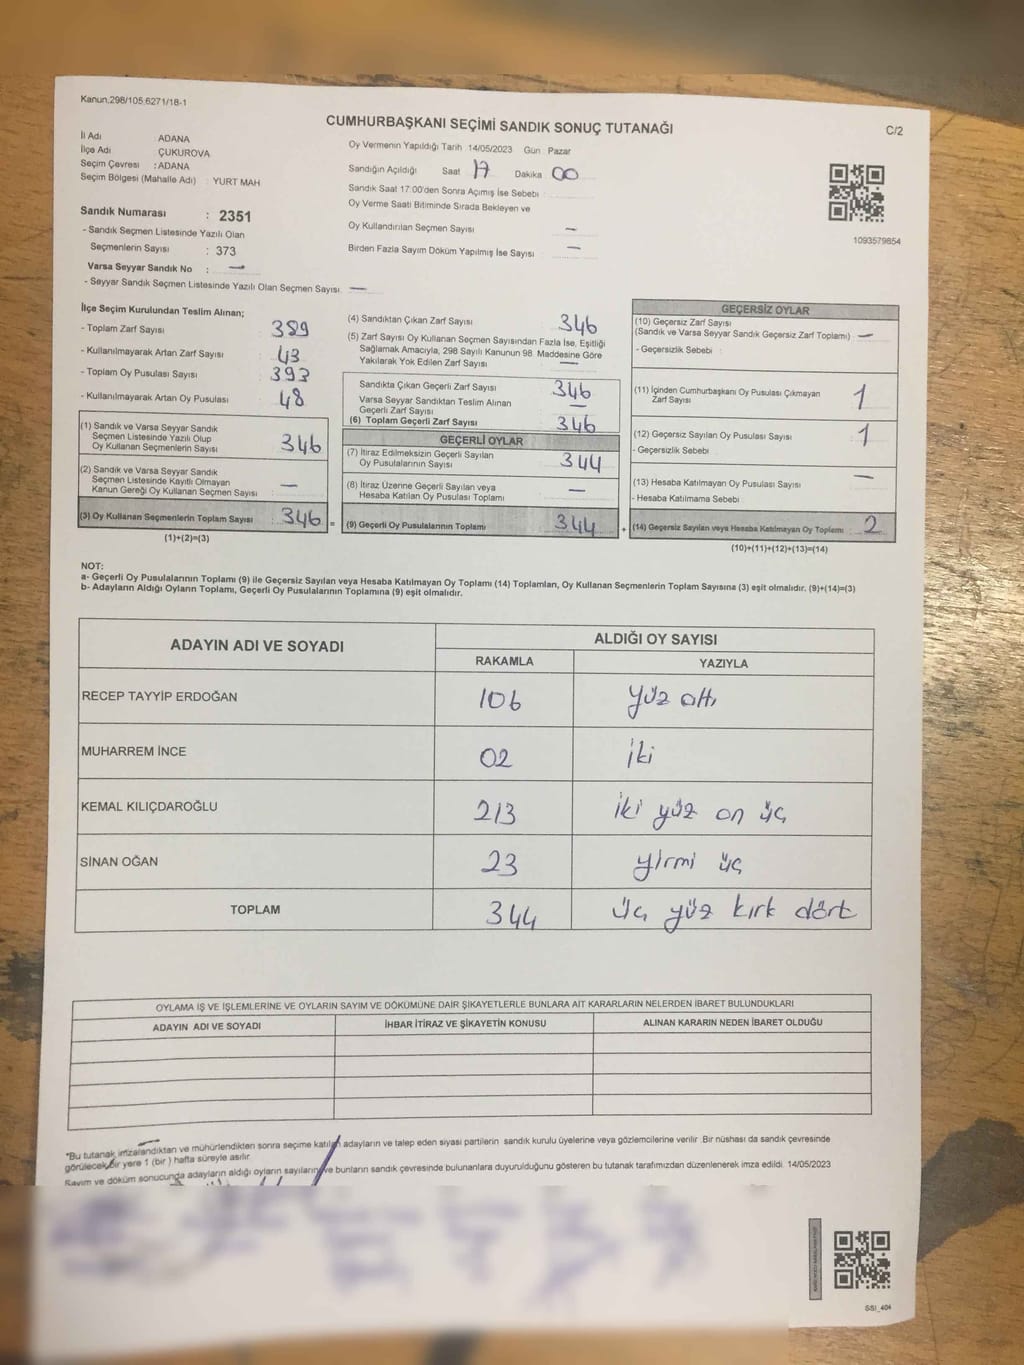 Kanun.298/105,6271/18-1
CUMHURBAŞKANI SEÇİMİ SANDIK SONUÇ TUTANAĞI
C/2
İl Adı ADANA
İlçe Adı ÇUKUROVA
Seçim Çevresi : ADANA
Seçim Bölgesi (Mahalle Adı) YURT MAH
Sandık Numarası : 2351
- Sandık Seçmen Listesinde Yazılı Olan
Seçmenlerin Sayısı : 373
Varsa Seyyar Sandık No : —
- Seyyar Sandık Seçmen Listesinde Yazılı Olan Seçmen Sayısı —
Oy Vermenin Yapıldığı Tarih 14/05/2023 Gün Pazar
Sandığın Açıldığı Saat 17 Dakika 00
Sandık Saat 17:00'den Sonra Açımış İse Sebebi
Oy Verme Saati Bitiminde Sırada Bekleyen ve
Oy Kullandırılan Seçmen Sayısı —
Birden Fazla Sayım Döküm Yapılmış İse Sayısı —
1093579854
İlçe Seçim Kurulundan Teslim Alınan;
- Toplam Zarf Sayısı 389
- Kullanılmayarak Artan Zarf Sayısı 43
- Toplam Oy Pusulası Sayısı 393
- Kullanılmayarak Artan Oy Pusulası 48
(1) Sandık ve Varsa Seyyar Sandık
Seçmen Listesinde Yazılı Olup
Oy Kullanan Seçmenlerin Sayısı 346
(2) Sandık ve Varsa Seyyar Sandık
Seçmen Listesinde Kayıtlı Olmayan
Kanun Gereği Oy Kullanan Seçmen Sayısı : —
(3) Oy Kullanan Seçmenlerin Toplam Sayısı : 346 =
(1)+(2)=(3)
(4) Sandıktan Çıkan Zarf Sayısı 346
(5) Zarf Sayısı Oy Kullanan Seçmen Sayısından Fazla İse, Eşitliği
Sağlamak Amacıyla, 298 Sayılı Kanunun 98. Maddesine Göre
Yakılarak Yok Edilen Zarf Sayısı —
Sandıkta Çıkan Geçerli Zarf Sayısı 346
Varsa Seyyar Sandıktan Teslim Alınan
Geçerli Zarf Sayısı —
(6) Toplam Geçerli Zarf Sayısı 346
GEÇERLİ OYLAR
(7) İtiraz Edilmeksizin Geçerli Sayılan
Oy Pusulalarının Sayısı 344
(8) İtiraz Üzerine Geçerli Sayılan veya
Hesaba Katılan Oy Pusulası Toplamı —
(9) Geçerli Oy Pusulalarının Toplamı 344 +
GEÇERSİZ OYLAR
(10) Geçersiz Zarf Sayısı
(Sandık ve Varsa Seyyar Sandık Geçersiz Zarf Toplamı) —
- Geçersizlik Sebebi :
(11) İçinden Cumhurbaşkanı Oy Pusulası Çıkmayan
Zarf Sayısı 1
(12) Geçersiz Sayılan Oy Pusulası Sayısı 1
- Geçersizlik Sebebi
(13) Hesaba Katılmayan Oy Pusulası Sayısı —
- Hesaba Katılmama Sebebi
(14) Geçersiz Sayılan veya Hesaba Katılmayan Oy Toplamı : 2
(10)+(11)+(12)+(13)=(14)
NOT:
a- Geçerli Oy Pusulalarının Toplamı (9) ile Geçersiz Sayılan veya Hesaba Katılmayan Oy Toplamı (14) Toplamları, Oy Kullanan Seçmenlerin Toplam Sayısına (3) eşit olmalıdır. (9)+(14)=(3)
b- Adayların Aldığı Oyların Toplamı, Geçerli Oy Pusulalarının Toplamına (9) eşit olmalıdır.
ADAYIN ADI VE SOYADI
ALDIĞI OY SAYISI
RAKAMLA YAZIYLA
RECEP TAYYİP ERDOĞAN 106 yüz altı
MUHARREM İNCE 02 iki
KEMAL KILIÇDAROĞLU 213 iki yüz on üç
SİNAN OĞAN 23 yirmi üç
TOPLAM 344 üç yüz kırk dört
OYLAMA İŞ VE İŞLEMLERİNE VE OYLARIN SAYIM VE DÖKÜMÜNE DAİR ŞİKAYETLERLE BUNLARA AİT KARARLARIN NELERDEN İBARET BULUNDUKLARI
ADAYIN ADI VE SOYADI İHBAR İTİRAZ VE ŞİKAYETİN KONUSU ALINAN KARARIN NEDEN İBARET OLDUĞU
*Bu tutanak imzalandıktan ve mühürlendikten sonra seçime katılan adayların ve talep eden siyasi partilerin sandık kurulu üyelerine veya gözlemcilerine verilir .Bir nüshası da sandık çevresinde
görülecek bir yere 1 (bir ) hafta süreyle asılır.
Sayım ve döküm sonucunda adayların aldığı oyların sayılarını ve bunların sandık çevresinde bulunanlara duyurulduğunu gösteren bu tutanak tarafımızdan düzenlenerek imza edildi. 14/05/2023
SSI_404